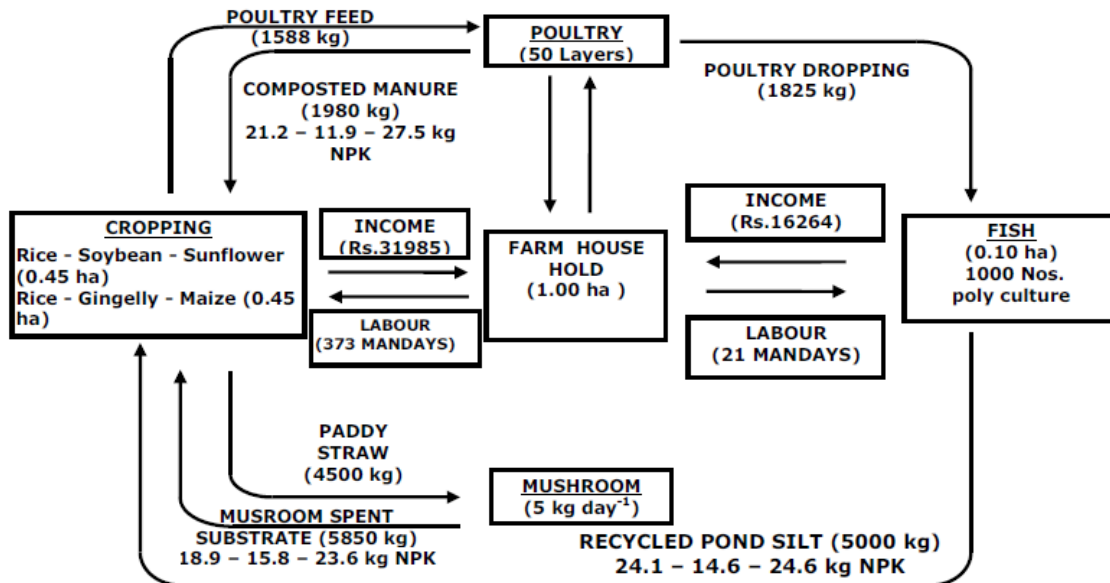 POULTRY FEED
(1588 kg)
POULTRY
(50 Layers)
POULTRY DROPPING
(1825 kg)
COMPOSTED MANURE
(1980 kg)
21.2 – 11.9 – 27.5 kg
NPK
CROPPING
Rice - Soybean - Sunflower
(0.45 ha)
Rice - Gingelly - Maize (0.45
ha)
INCOME
(Rs.31985)
LABOUR
(373 MANDAYS)
FARM HOUSE
HOLD
(1.00 ha )
INCOME
(Rs.16264)
LABOUR
(21 MANDAYS)
FISH
(0.10 ha)
1000 Nos.
poly culture
PADDY
STRAW
(4500 kg)
MUSHROOM
(5 kg day-1)
MUSROOM SPENT
SUBSTRATE (5850 kg)
18.9 – 15.8 – 23.6 kg NPK
RECYCLED POND SILT (5000 kg)
24.1 – 14.6 – 24.6 kg NPK